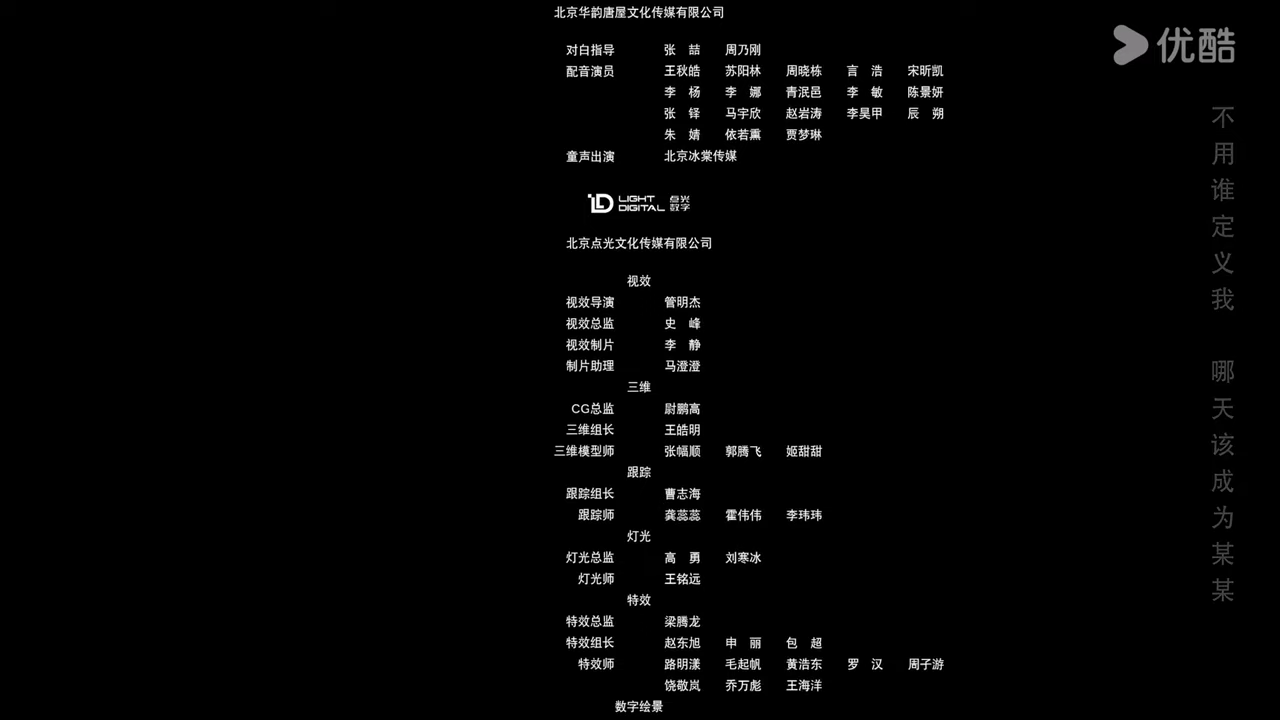 北京华韵唐屋文化传媒有限公司
对白指导 张 喆 周乃刚
配音演员 王秋皓 苏阳林 周晓栋 言 浩 宋昕凯
李 杨 李 娜 青泯邑 李 敏 陈景妍
张 铎 马宇欣 赵岩涛 李昊甲 辰 朔
朱 婧 依若熏 贾梦琳
童声出演 北京冰棠传媒
LIGHT DIGITAL 点光数字
北京点光文化传媒有限公司
视效
视效导演 管明杰
视效总监 史 峰
视效制片 李 静
制片助理 马澄澄
三维
CG总监 尉鹏高
三维组长 王皓明
三维模型师 张幅顺 郭腾飞 姬甜甜
跟踪
跟踪组长 曹志海
跟踪师 龚蕊蕊 霍伟伟 李玮玮
灯光
灯光总监 高 勇 刘寒冰
灯光师 王铭远
特效
特效总监 梁腾龙
特效组长 赵东旭 申 丽 包 超
特效师 路明漾 毛起帆 黄浩东 罗 汉 周子游
饶敬岚 乔万彪 王海洋
数字绘景
优酷
不用谁定义我 哪天该成为某某